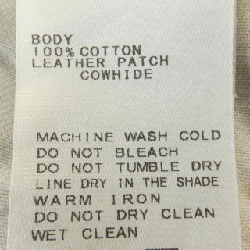 BODY
100% COTTON
LEATHER PATCH
COWHIDE
MACHINE WASH COLD
DO NOT BLEACH
DO NOT TUMBLE DRY
LINE DRY IN THE SHADE
WARM IRON
DO NOT DRY CLEAN
WET CLEAN